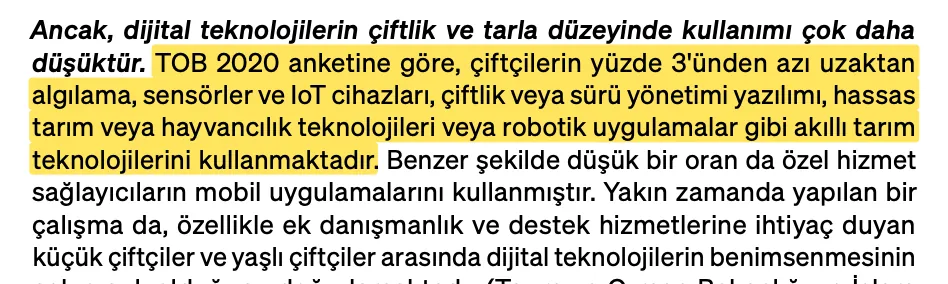 Ancak, dijital teknolojilerin çiftlik ve tarla düzeyinde kullanımı çok daha
düşüktür. TOB 2020 anketine göre, çiftçilerin yüzde 3'ünden azı uzaktan
algılama, sensörler ve IoT cihazları, çiftlik veya sürü yönetimi yazılımı, hassas
tarım veya hayvancılık teknolojileri veya robotik uygulamalar gibi akıllı tarım
teknolojilerini kullanmaktadır. Benzer şekilde düşük bir oran da özel hizmet
sağlayıcıların mobil uygulamalarını kullanmıştır. Yakın zamanda yapılan bir
çalışma da, özellikle ek danışmanlık ve destek hizmetlerine ihtiyaç duyan
küçük çiftçiler ve yaşlı çiftçiler arasında dijital teknolojilerin benimsenmesinin